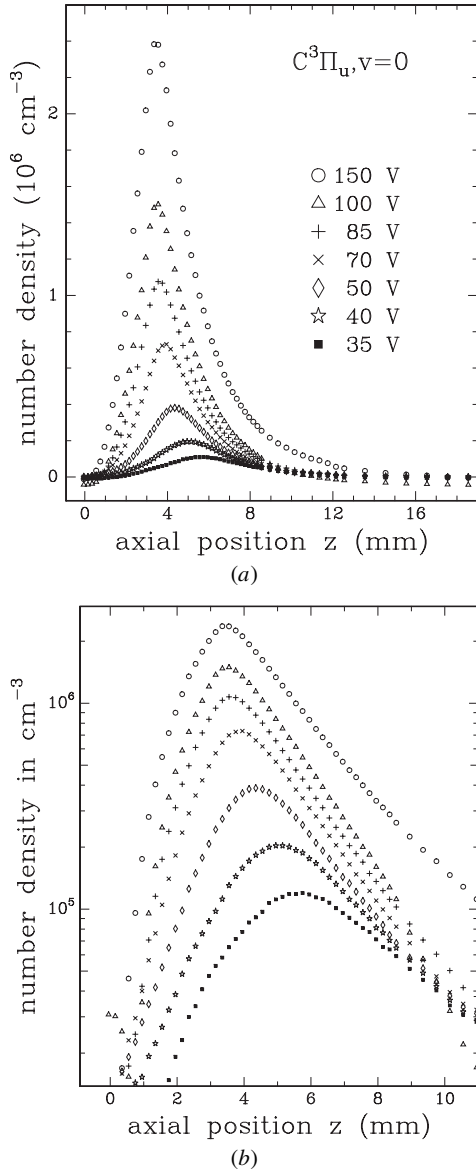 C³Πᵤ,v=0
150 V
100 V
85 V
70 V
50 V
40 V
35 V
number density (10⁶ cm⁻³)
2
1
0
0 4 8 12 16
axial position z (mm)
(a)
number density in cm⁻³
10⁶
10⁵
0 2 4 6 8 10
axial position z (mm)
(b)